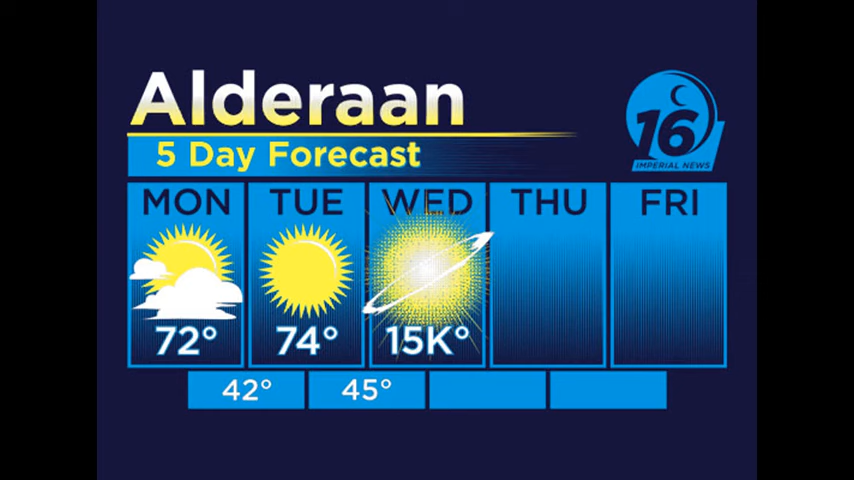 Alderaan
16
IMPERIAL NEWS
5 Day Forecast
MON TUE WED THU FRI
72° 74° 15K°
42° 45°